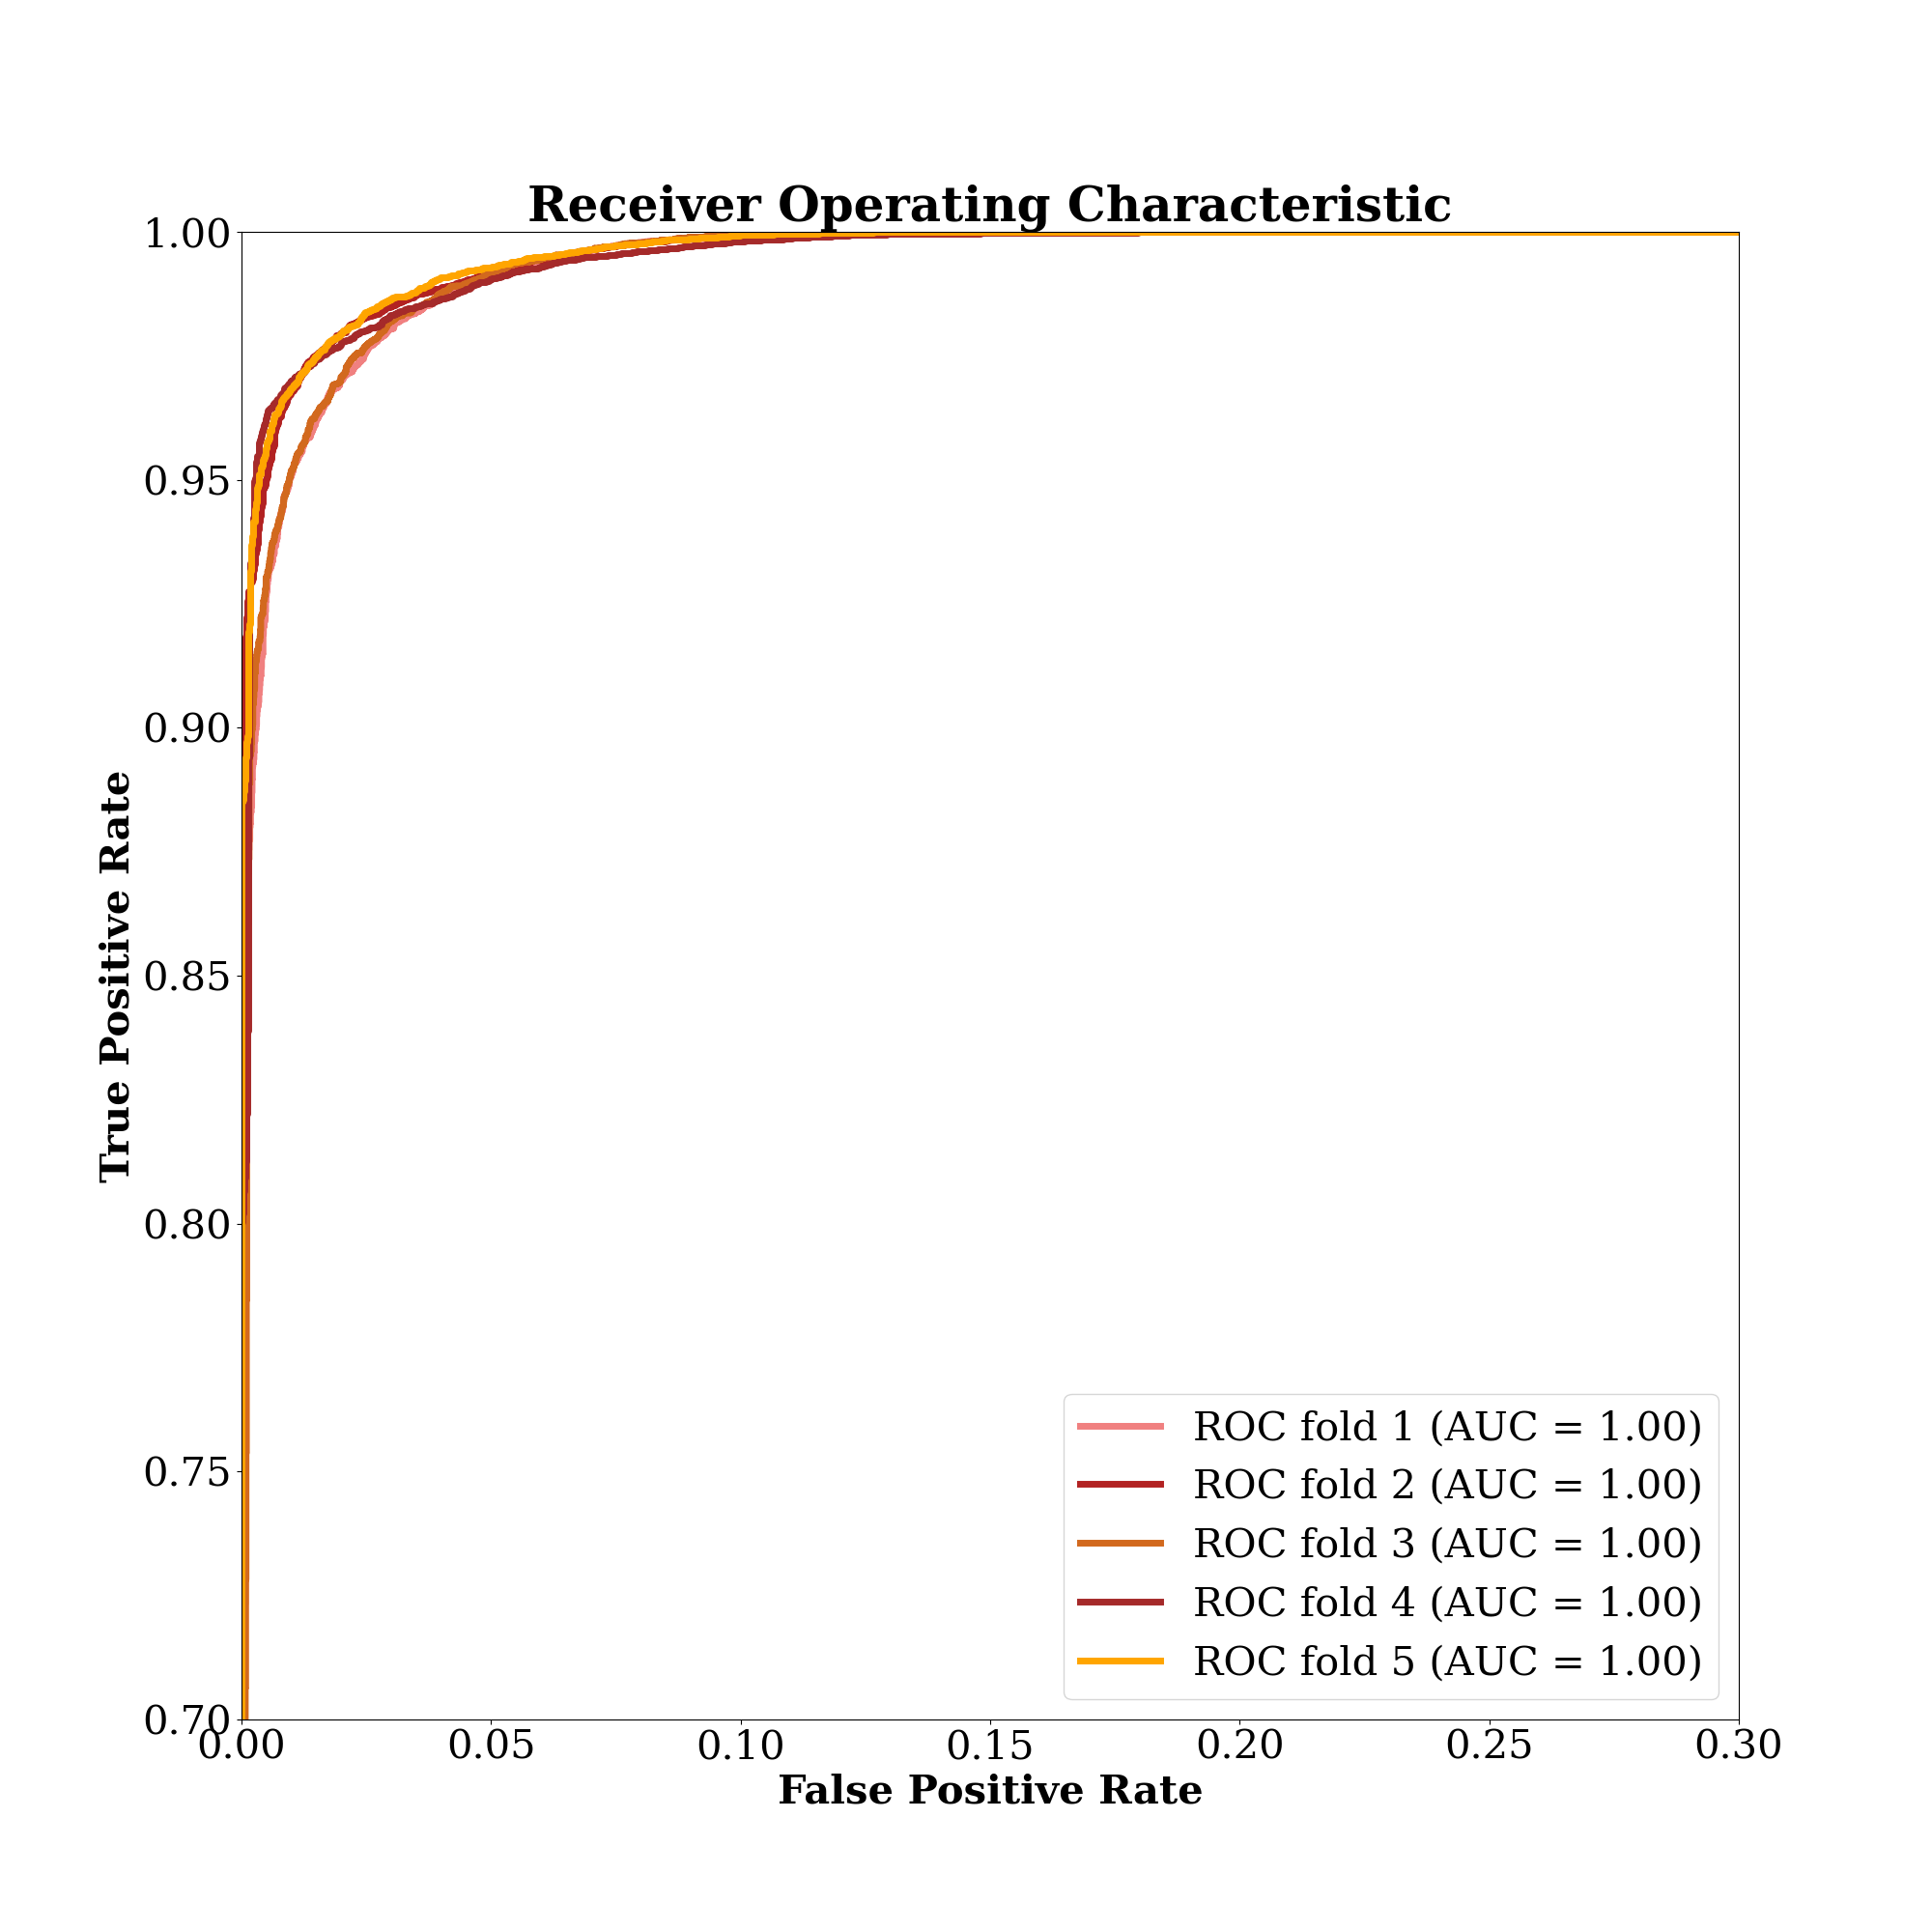 Receiver Operating Characteristic
1.00
0.95
0.90
0.85
0.80
0.75
0.70
True Positive Rate
ROC fold 1 (AUC = 1.00)
ROC fold 2 (AUC = 1.00)
ROC fold 3 (AUC = 1.00)
ROC fold 4 (AUC = 1.00)
ROC fold 5 (AUC = 1.00)
0.00 0.05 0.10 0.15 0.20 0.25 0.30
False Positive Rate